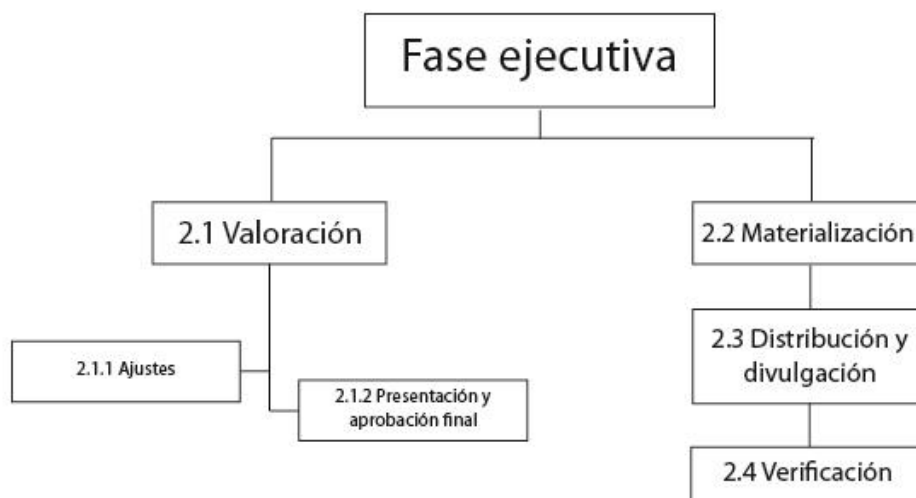 Fase ejecutiva
2.1 Valoración
2.2 Materialización
2.1.1 Ajustes
2.1.2 Presentación y
aprobación final
2.3 Distribución y
divulgación
2.4 Verificación